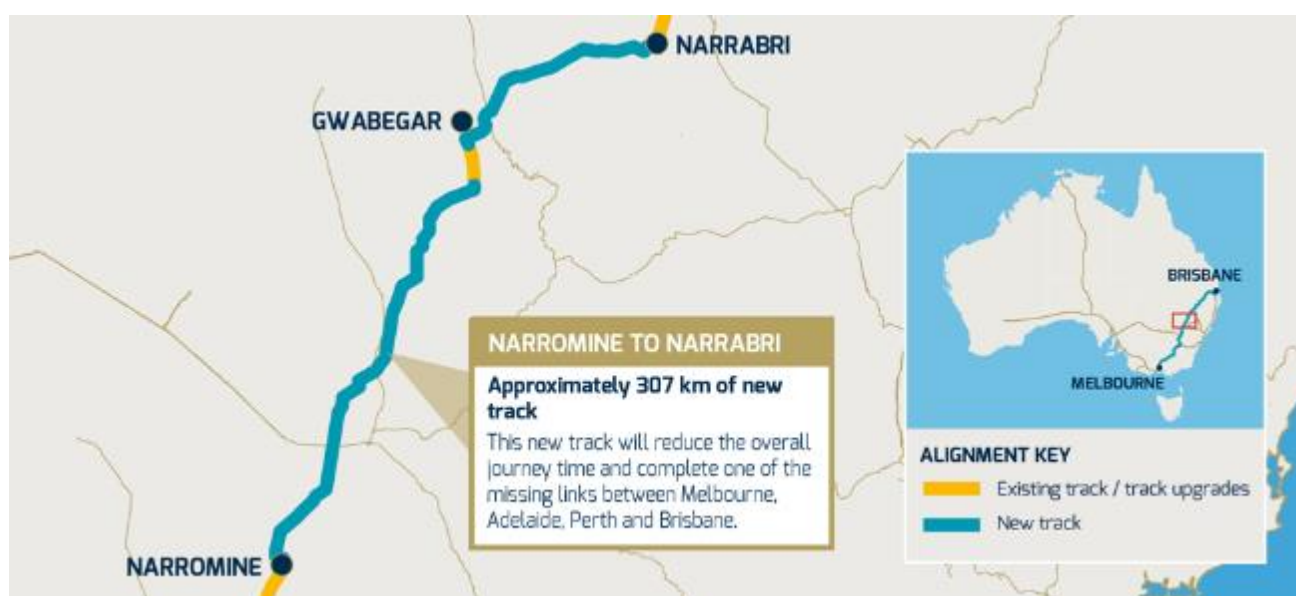 NARRABRI
GWABEGAR
BRISBANE
MELBOURNE
NARROMINE TO NARRABRI
Approximately 307 km of new
track
This new track will reduce the overall
journey time and complete one of the
missing links between Melbourne,
Adelaide, Perth and Brisbane.
ALIGNMENT KEY
Existing track / track upgrades
New track
NARROMINE